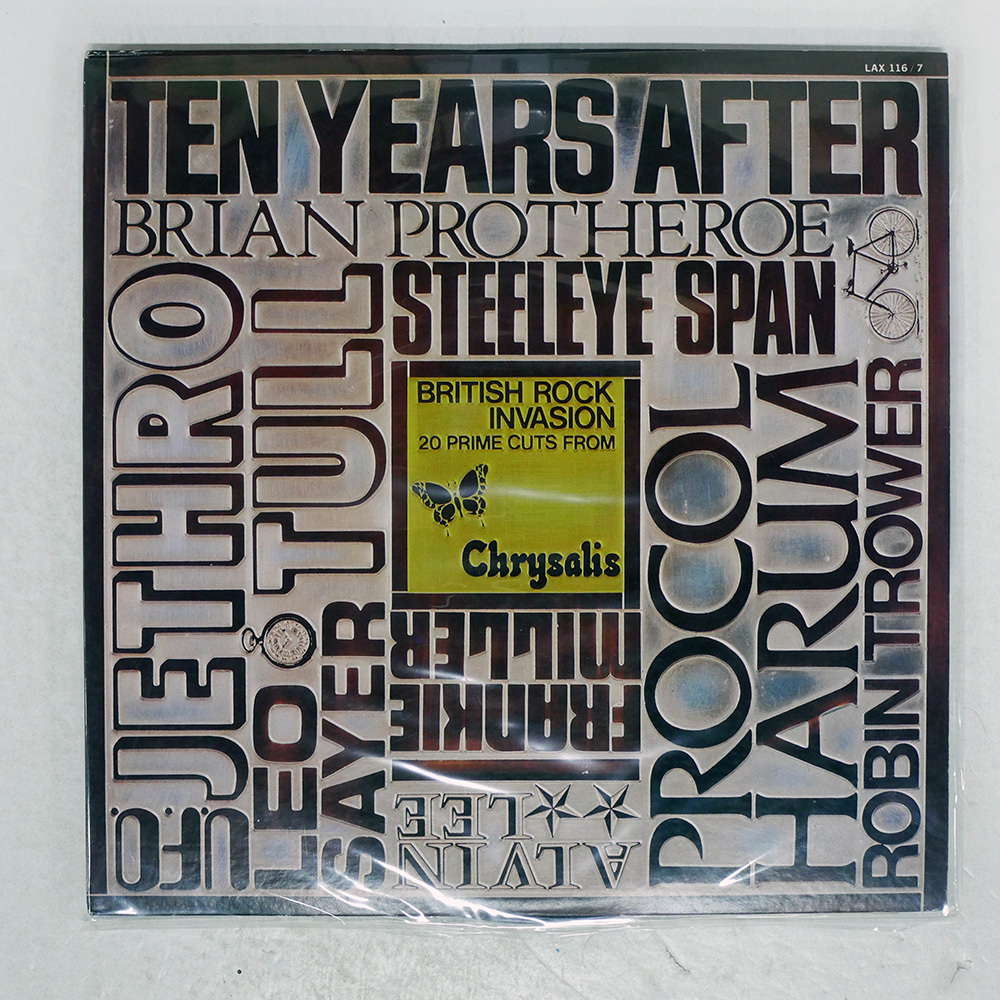 LAX 116/7
TEN YEARS AFTER
BRIAN PROTHEROE
STEELEYE SPAN
JETHRO
TULL
BRITISH ROCK
INVASION
20 PRIME CUTS FROM
Chrysalis
PROCOL
HARUM
ROBIN TROWER
LEO
SAYER
FRANKIE
MILLER
ALVIN
LEE